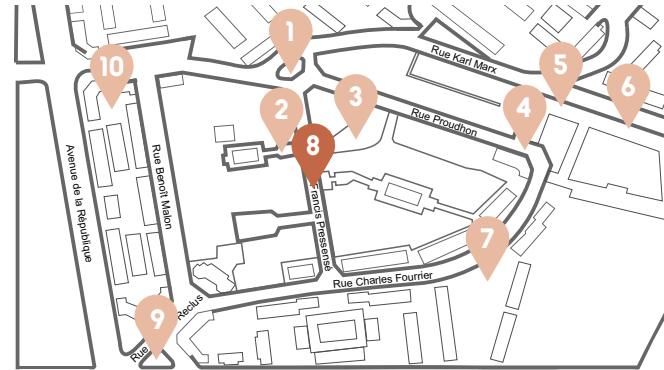 1
Rue Karl Marx
5
6
10
2
3
4
Rue Proudhon
8
Avenue de la République
Rue Benoît Malon
Francis Pressensé
7
Rue Charles Fourrier
9
Rue Reclus